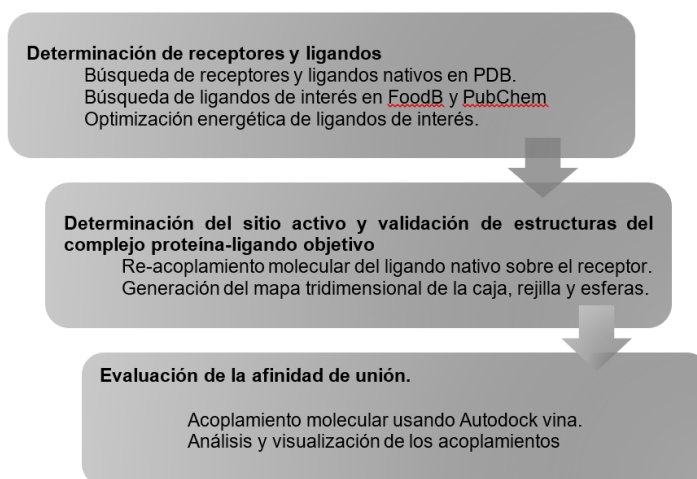 Determinación de receptores y ligandos
Búsqueda de receptores y ligandos nativos en PDB.
Búsqueda de ligandos de interés en FooDB y PubChem
Optimización energética de ligandos de interés.
Determinación del sitio activo y validación de estructuras del
complejo proteína-ligando objetivo
Re-acoplamiento molecular del ligando nativo sobre el receptor.
Generación del mapa tridimensional de la caja, rejilla y esferas.
Evaluación de la afinidad de unión.
Acoplamiento molecular usando Autodock vina.
Análisis y visualización de los acoplamientos